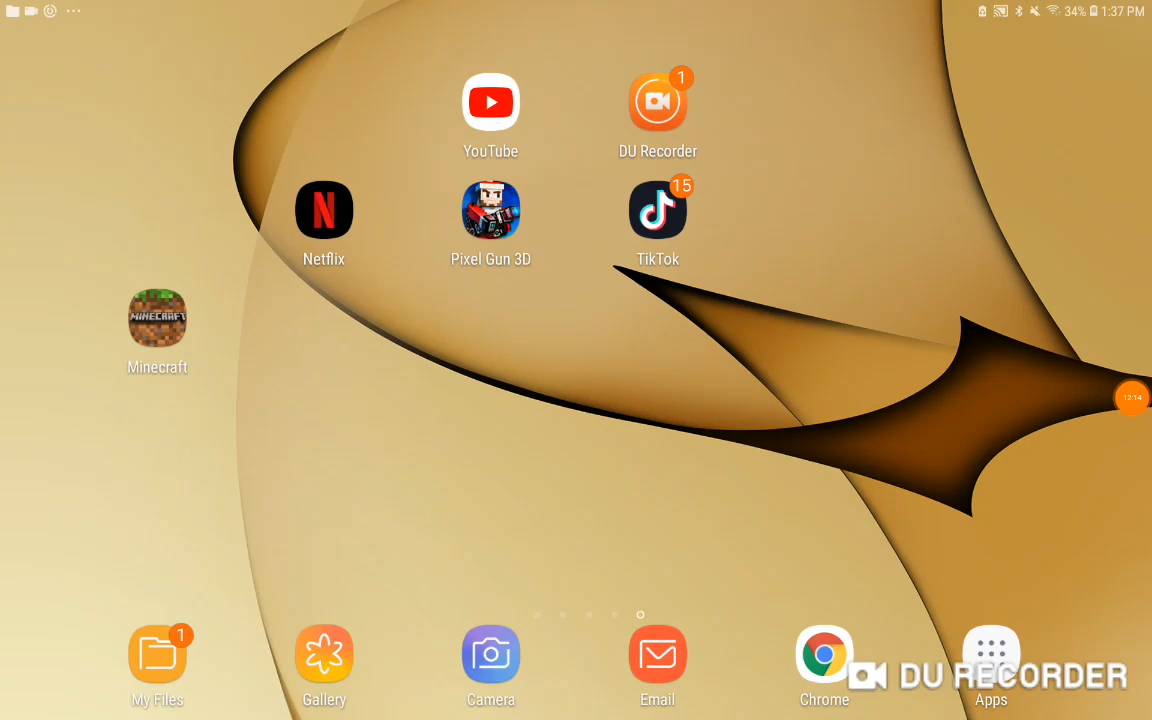 34% 1:37 PM
1
YouTube
DU Recorder
15
MINECRAFT
Netflix
Pixel Gun 3D
TikTok
Minecraft
12:14
1
My Files
Gallery
Camera
Email
Chrome
Apps
DU RECORDER